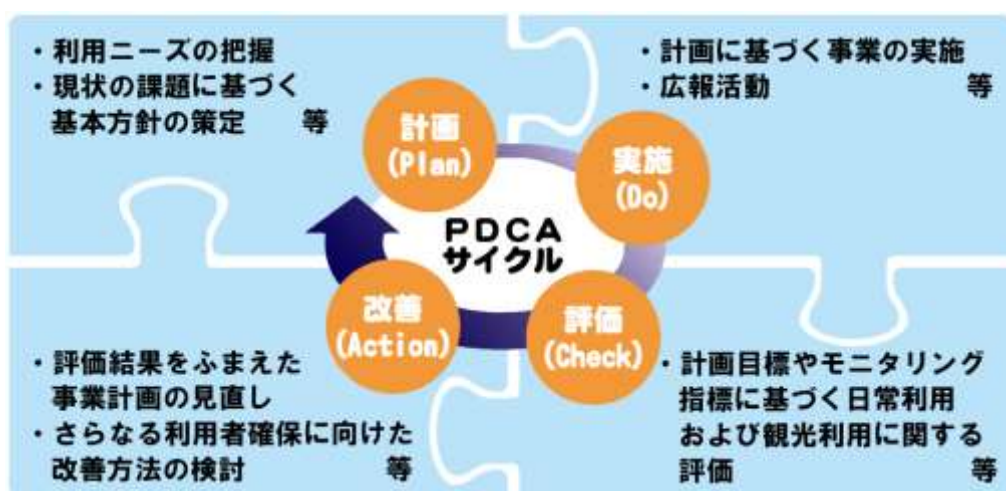 ・利用ニーズの把握
・現状の課題に基づく
基本方針の策定　　等
・計画に基づく事業の実施
・広報活動　　　　　　　等
計画
(Plan)
実施
(Do)
PDCA
サイクル
改善
(Action)
評価
(Check)
・評価結果をふまえた
事業計画の見直し
・さらなる利用者確保に向けた
改善方法の検討　　　　　等
・計画目標やモニタリング
指標に基づく日常利用
および観光利用に関する
評価　　　　　　　等